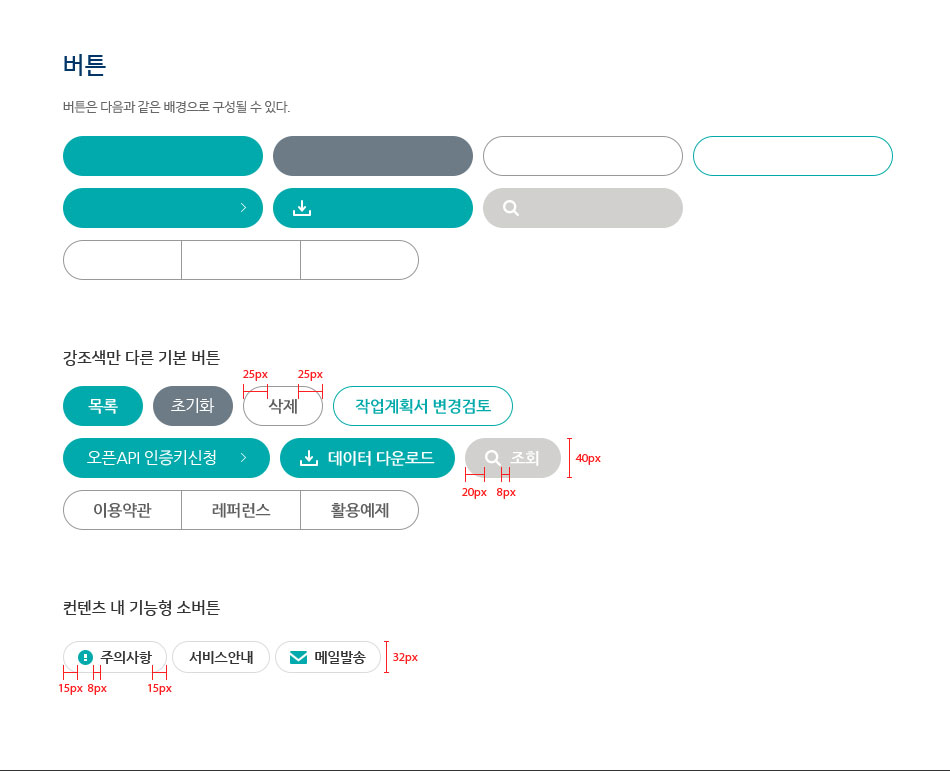 버튼
버튼은 다음과 같은 배경으로 구성될 수 있다.
강조색만 다른 기본 버튼
25px 25px
목록 초기화 삭제 작업계획서 변경검토
오픈API 인증키신청 데이터 다운로드 조회 40px
20px 8px
이용약관 레퍼런스 활용예제
컨텐츠 내 기능형 소버튼
주의사항 서비스안내 메일발송 32px
15px 8px 15px